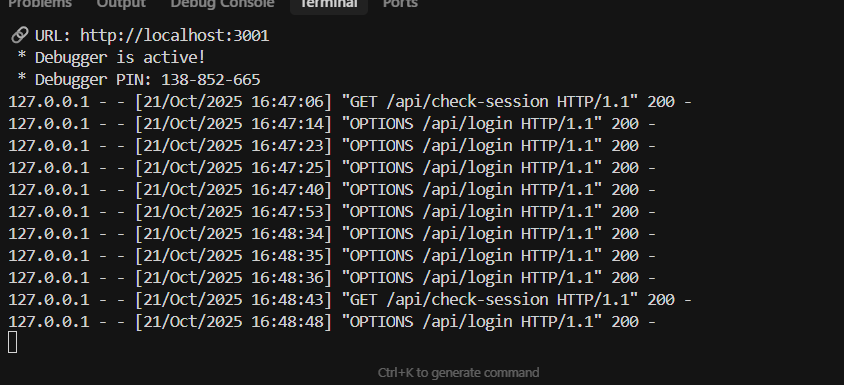 Problems Output Debug Console Terminal Ports
🔗 URL: http://localhost:3001
* Debugger is active!
* Debugger PIN: 138-852-665
127.0.0.1 - - [21/Oct/2025 16:47:06] "GET /api/check-session HTTP/1.1" 200 -
127.0.0.1 - - [21/Oct/2025 16:47:14] "OPTIONS /api/login HTTP/1.1" 200 -
127.0.0.1 - - [21/Oct/2025 16:47:23] "OPTIONS /api/login HTTP/1.1" 200 -
127.0.0.1 - - [21/Oct/2025 16:47:25] "OPTIONS /api/login HTTP/1.1" 200 -
127.0.0.1 - - [21/Oct/2025 16:47:40] "OPTIONS /api/login HTTP/1.1" 200 -
127.0.0.1 - - [21/Oct/2025 16:47:53] "OPTIONS /api/login HTTP/1.1" 200 -
127.0.0.1 - - [21/Oct/2025 16:48:34] "OPTIONS /api/login HTTP/1.1" 200 -
127.0.0.1 - - [21/Oct/2025 16:48:35] "OPTIONS /api/login HTTP/1.1" 200 -
127.0.0.1 - - [21/Oct/2025 16:48:36] "OPTIONS /api/login HTTP/1.1" 200 -
127.0.0.1 - - [21/Oct/2025 16:48:43] "GET /api/check-session HTTP/1.1" 200 -
127.0.0.1 - - [21/Oct/2025 16:48:48] "OPTIONS /api/login HTTP/1.1" 200 -
Ctrl+K to generate command